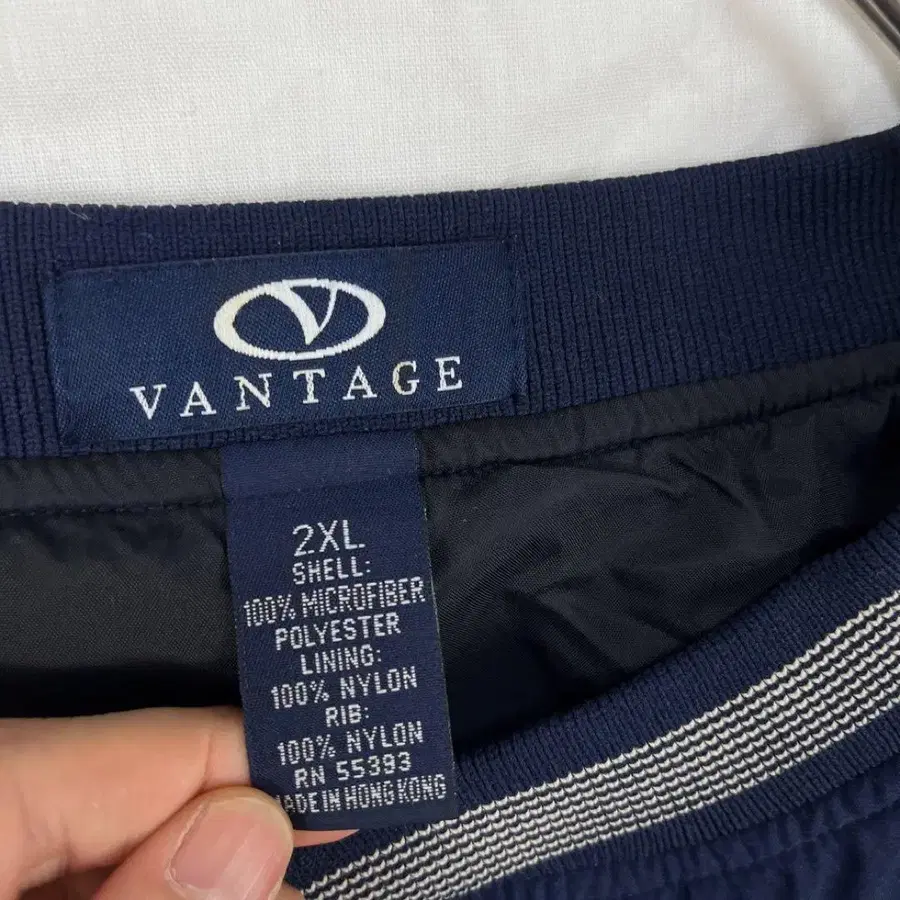 VANTAGE
2XL
SHELL:
100% MICROFIBER
POLYESTER
LINING:
100% NYLON
RIB:
100% NYLON
RN 55393
MADE IN HONG KONG